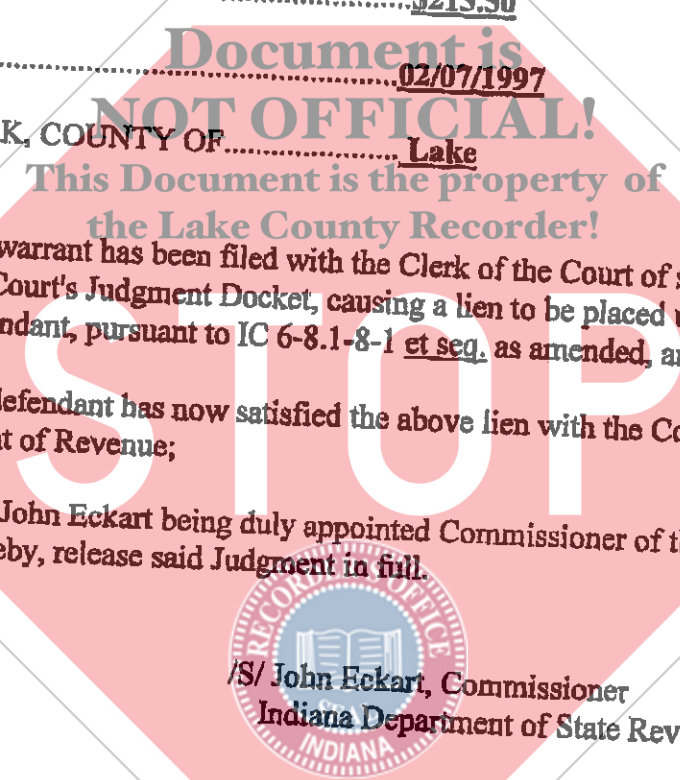 $215.50
Document is
02/07/1997
NOT OFFICIAL!
K, COUNTY OF Lake
This Document is the property of
the Lake County Recorder!
warrant has been filed with the Clerk of the Court of
Court's Judgment Docket, causing a lien to be placed
ndant, pursuant to IC 6-8.1-8-1 et seq. as amended, an
STOP
defendant has now satisfied the above lien with the Co
t of Revenue;
John Eckart being duly appointed Commissioner of t
eby, release said Judgment in full.
RECORDER'S OFFICE
/S/ John Eckart, Commissioner
SEAL
Indiana Department of State Rev
INDIANA